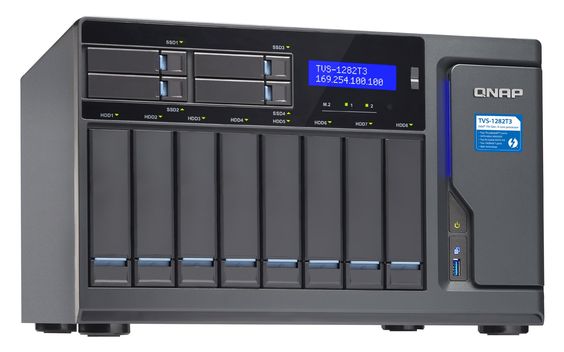 SSD1
SSD3
TVS-1282T3
169.254.100.100
QNAP
M.2 1 2
SSD2
SSD4
HDD1 HDD2 HDD3 HDD4 HDD5 HDD6 HDD7 HDD8
TVS-1282T3